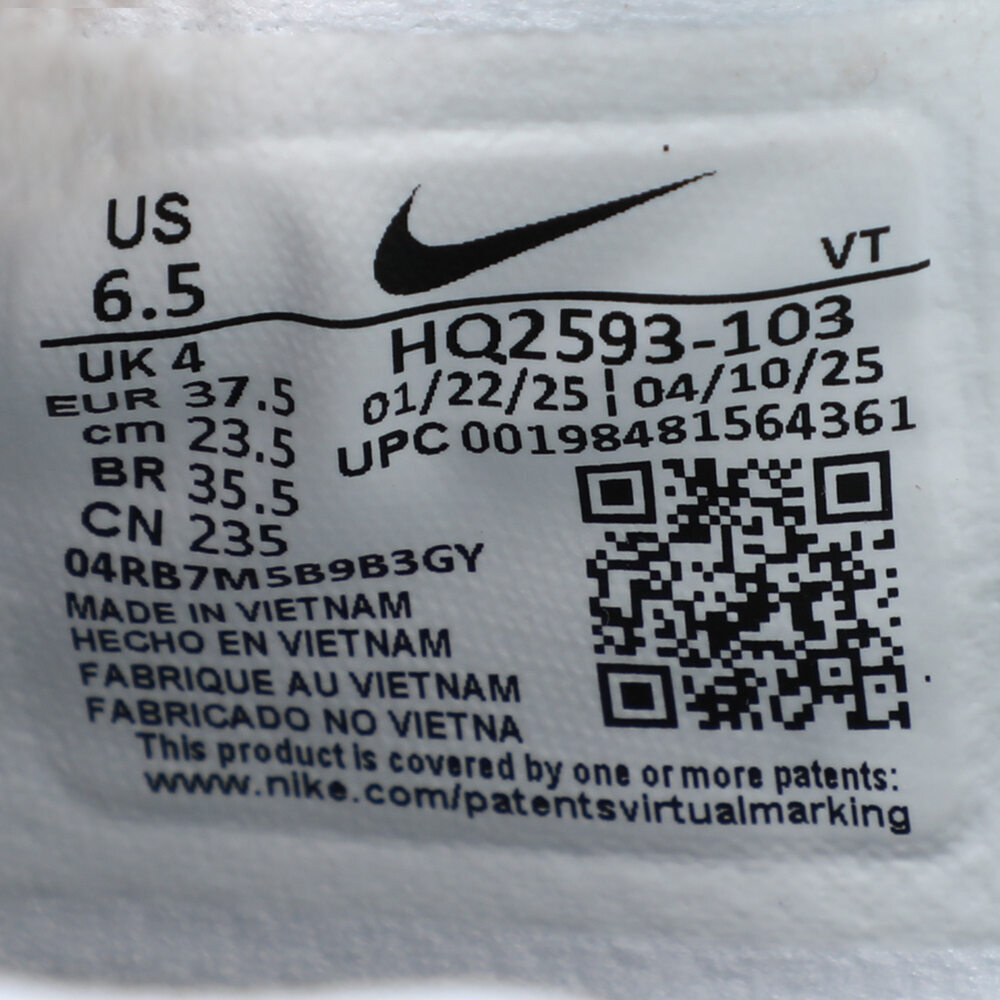 US
6.5
VT
UK 4
EUR 37.5
cm 23.5
BR 35.5
CN 235
HQ2593-103
01/22/25 ¦ 04/10/25
UPC 00198481564361
04RB7M5B9B3GY
MADE IN VIETNAM
HECHO EN VIETNAM
FABRIQUE AU VIETNAM
FABRICADO NO VIETNA
This product is covered by one or more patents:
www.nike.com/patentsvirtualmarking